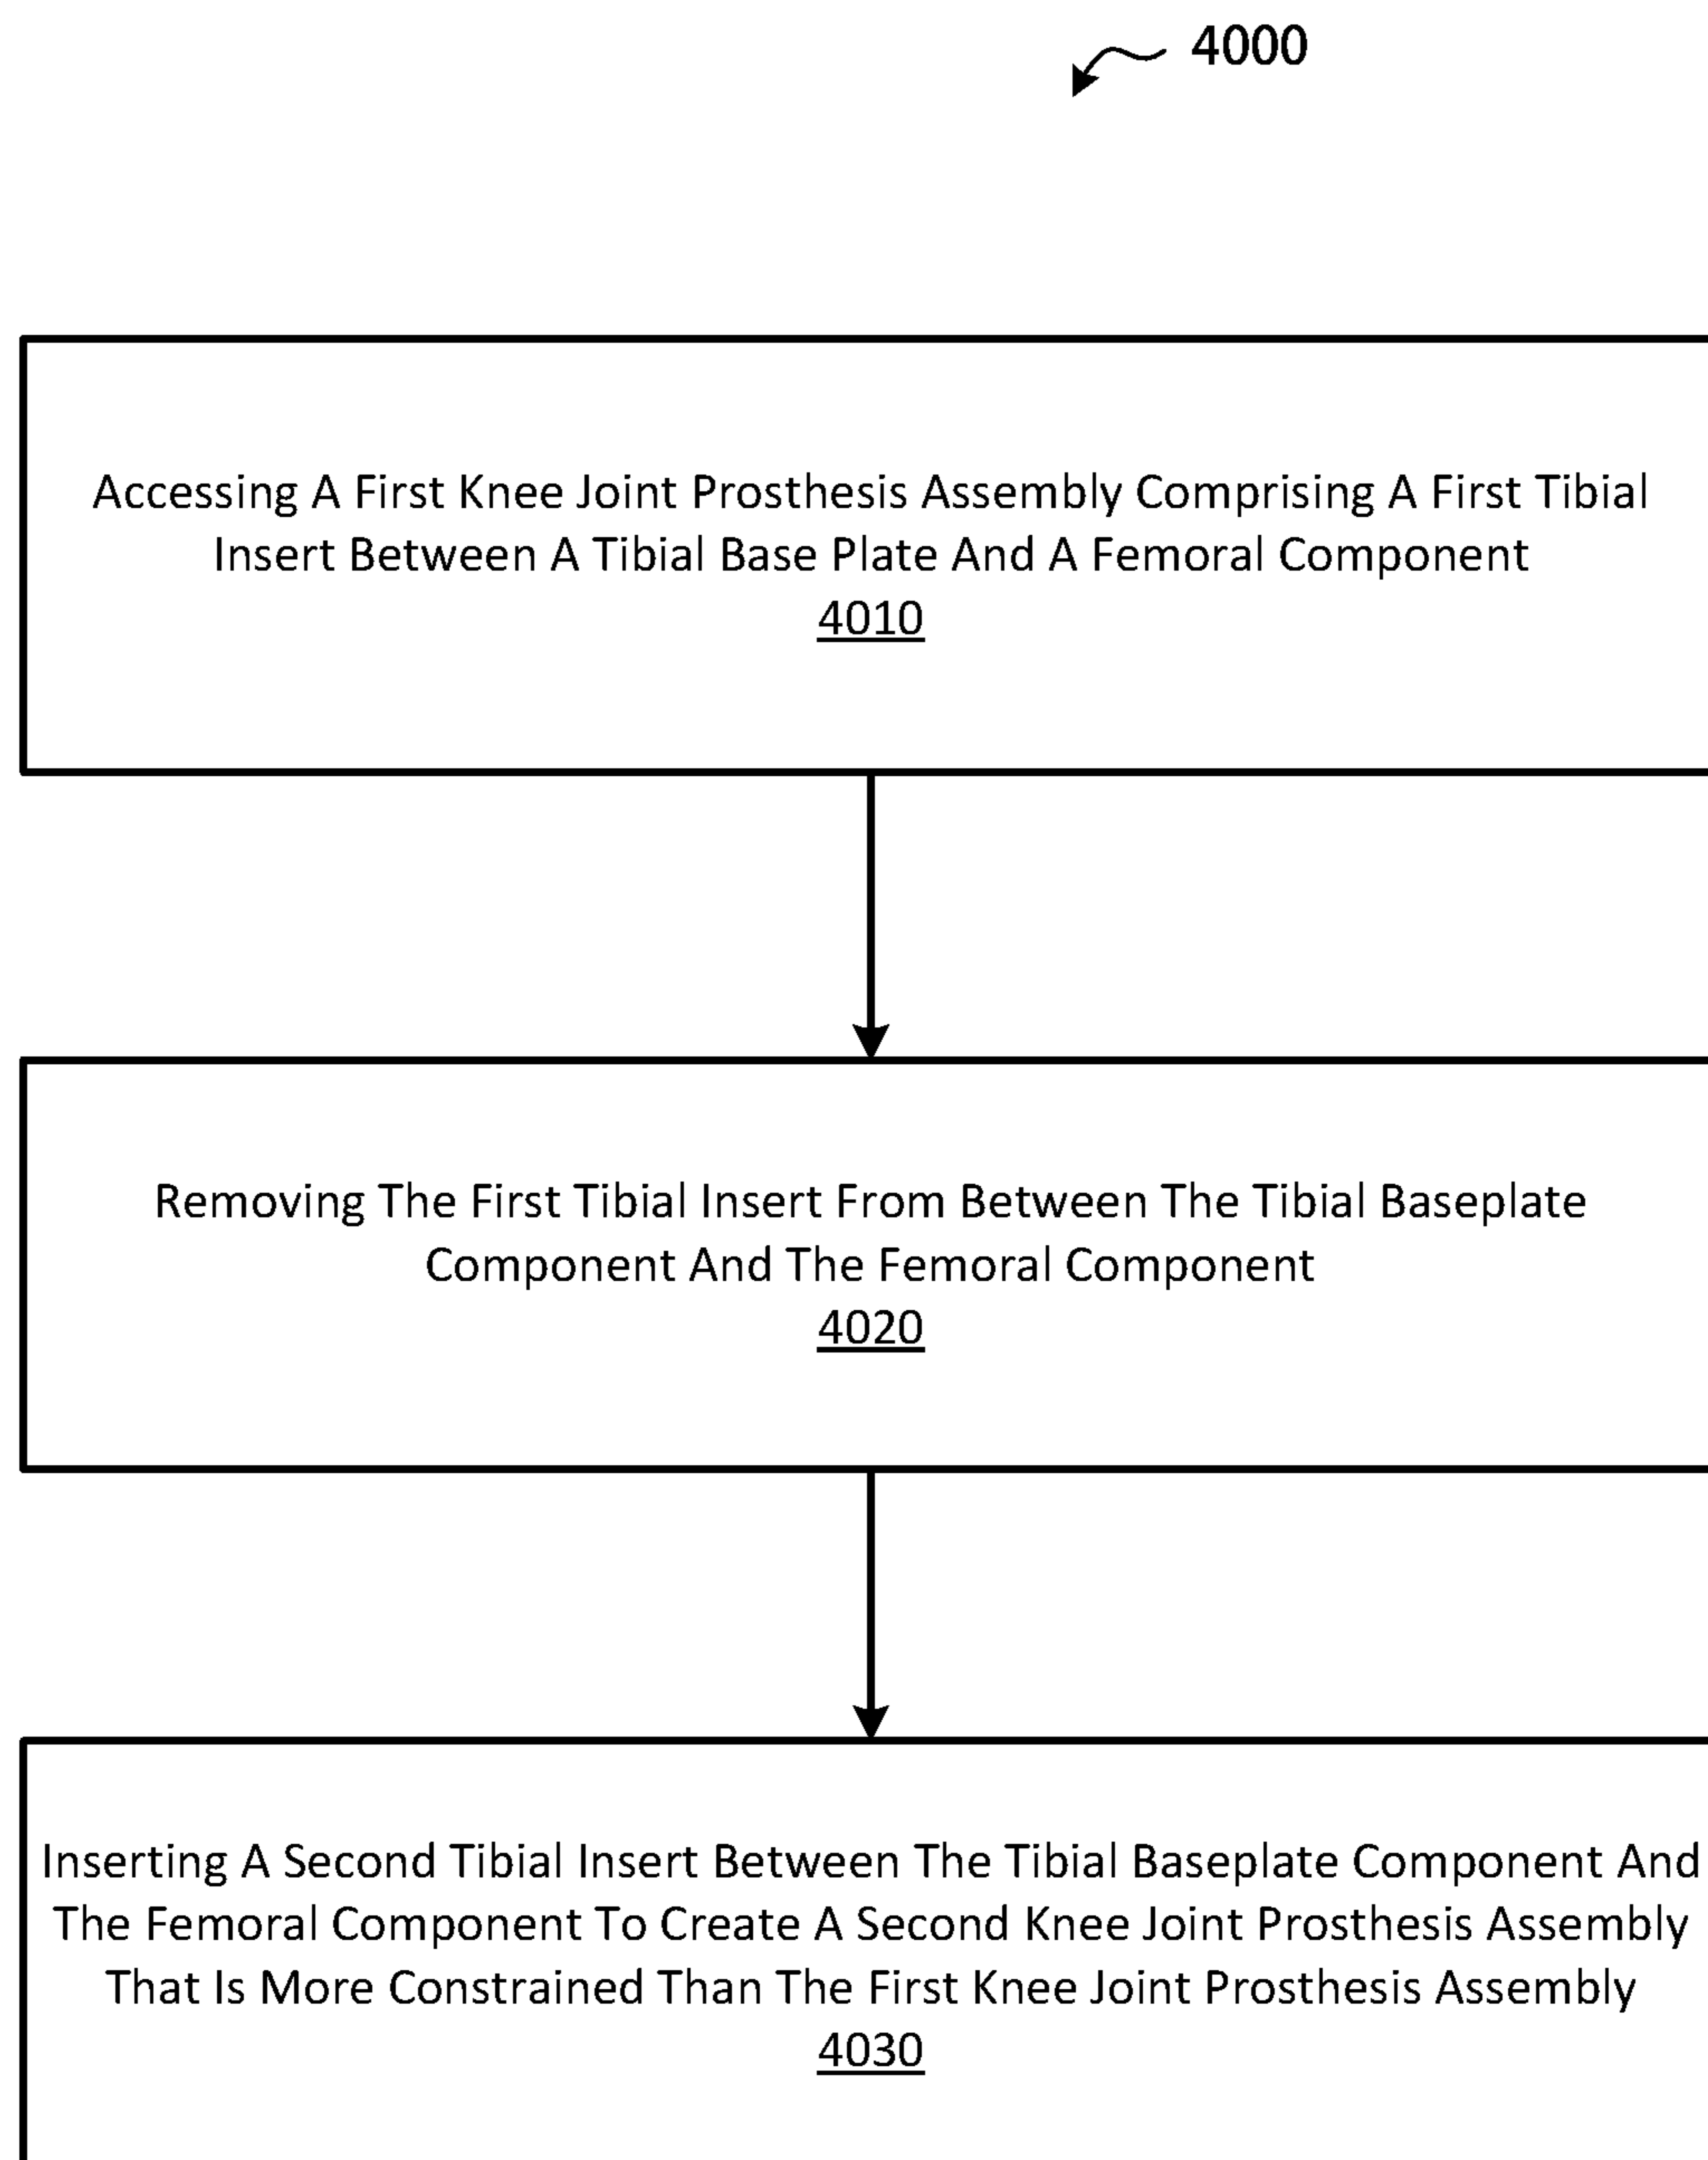 4000
Accessing A First Knee Joint Prosthesis Assembly Comprising A First Tibial
Insert Between A Tibial Base Plate And A Femoral Component
4010
Removing The First Tibial Insert From Between The Tibial Baseplate
Component And The Femoral Component
4020
Inserting A Second Tibial Insert Between The Tibial Baseplate Component And
The Femoral Component To Create A Second Knee Joint Prosthesis Assembly
That Is More Constrained Than The First Knee Joint Prosthesis Assembly
4030